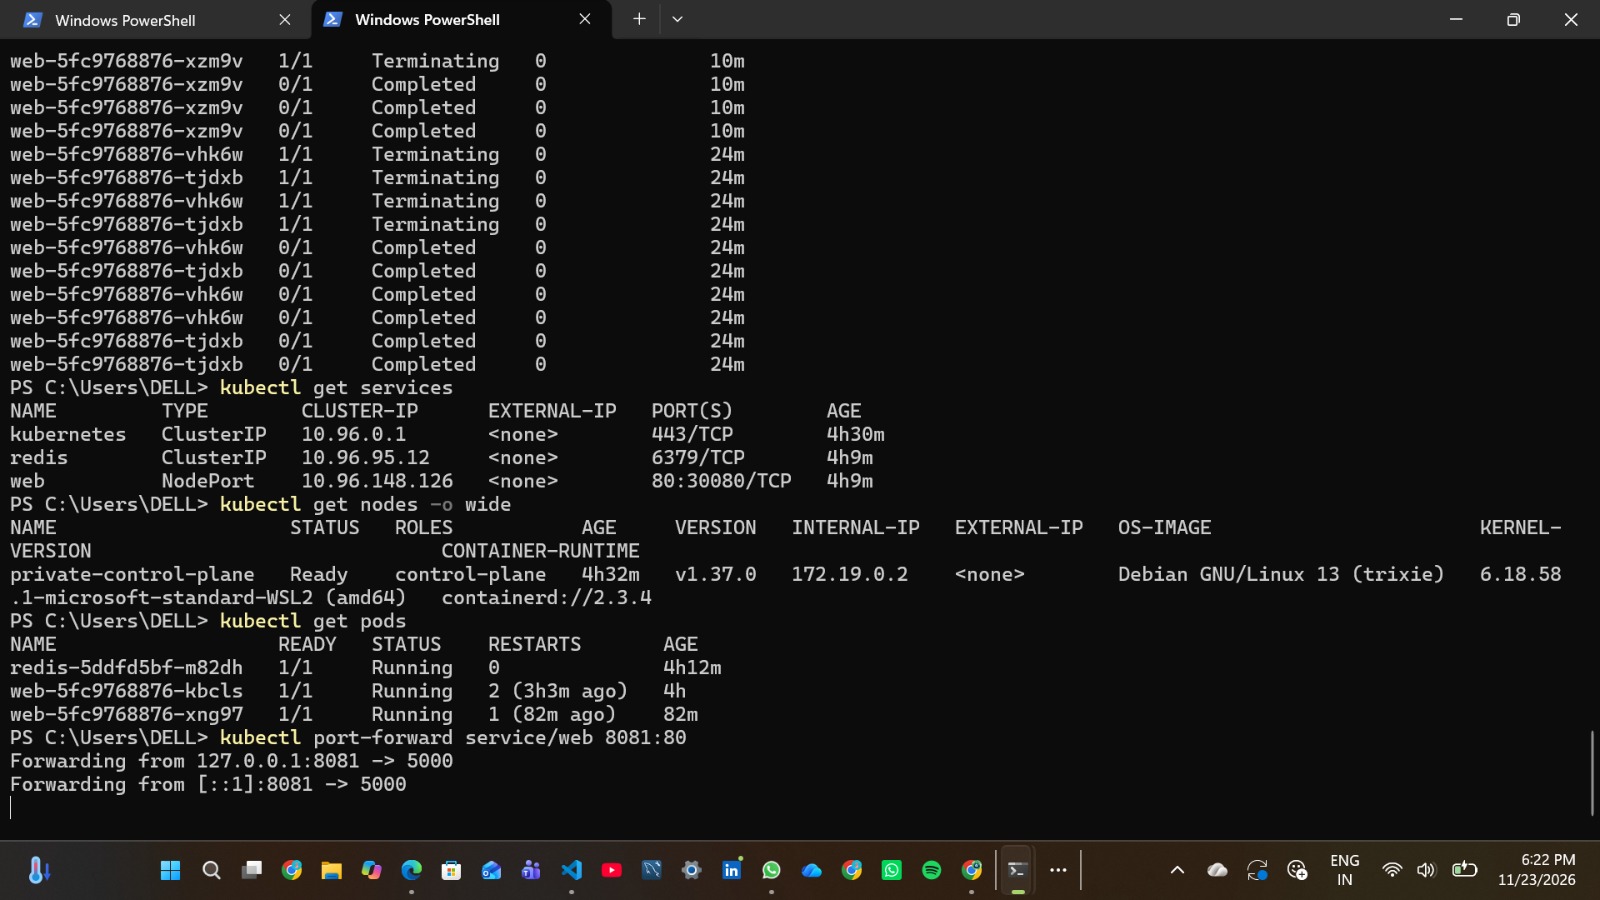 Windows PowerShell
Windows PowerShell
web-5fc9768876-xzm9v 1/1 Terminating 0 10m
web-5fc9768876-xzm9v 0/1 Completed 0 10m
web-5fc9768876-xzm9v 0/1 Completed 0 10m
web-5fc9768876-xzm9v 0/1 Completed 0 10m
web-5fc9768876-vhk6w 1/1 Terminating 0 24m
web-5fc9768876-tjdxb 1/1 Terminating 0 24m
web-5fc9768876-vhk6w 1/1 Terminating 0 24m
web-5fc9768876-tjdxb 1/1 Terminating 0 24m
web-5fc9768876-vhk6w 0/1 Completed 0 24m
web-5fc9768876-tjdxb 0/1 Completed 0 24m
web-5fc9768876-vhk6w 0/1 Completed 0 24m
web-5fc9768876-vhk6w 0/1 Completed 0 24m
web-5fc9768876-tjdxb 0/1 Completed 0 24m
web-5fc9768876-tjdxb 0/1 Completed 0 24m
PS C:\Users\DELL> kubectl get services
NAME TYPE CLUSTER-IP EXTERNAL-IP PORT(S) AGE
kubernetes ClusterIP 10.96.0.1 <none> 443/TCP 4h30m
redis ClusterIP 10.96.95.12 <none> 6379/TCP 4h9m
web NodePort 10.96.148.126 <none> 80:30080/TCP 4h9m
PS C:\Users\DELL> kubectl get nodes -o wide
NAME STATUS ROLES AGE VERSION INTERNAL-IP EXTERNAL-IP OS-IMAGE KERNEL-
VERSION CONTAINER-RUNTIME
private-control-plane Ready control-plane 4h32m v1.37.0 172.19.0.2 <none> Debian GNU/Linux 13 (trixie) 6.18.58
.1-microsoft-standard-WSL2 (amd64) containerd://2.3.4
PS C:\Users\DELL> kubectl get pods
NAME READY STATUS RESTARTS AGE
redis-5ddfd5bf-m82dh 1/1 Running 0 4h12m
web-5fc9768876-kbcls 1/1 Running 2 (3h3m ago) 4h
web-5fc9768876-xng97 1/1 Running 1 (82m ago) 82m
PS C:\Users\DELL> kubectl port-forward service/web 8081:80
Forwarding from 127.0.0.1:8081 -> 5000
Forwarding from [::1]:8081 -> 5000
ENG
IN
6:22 PM
11/23/2026